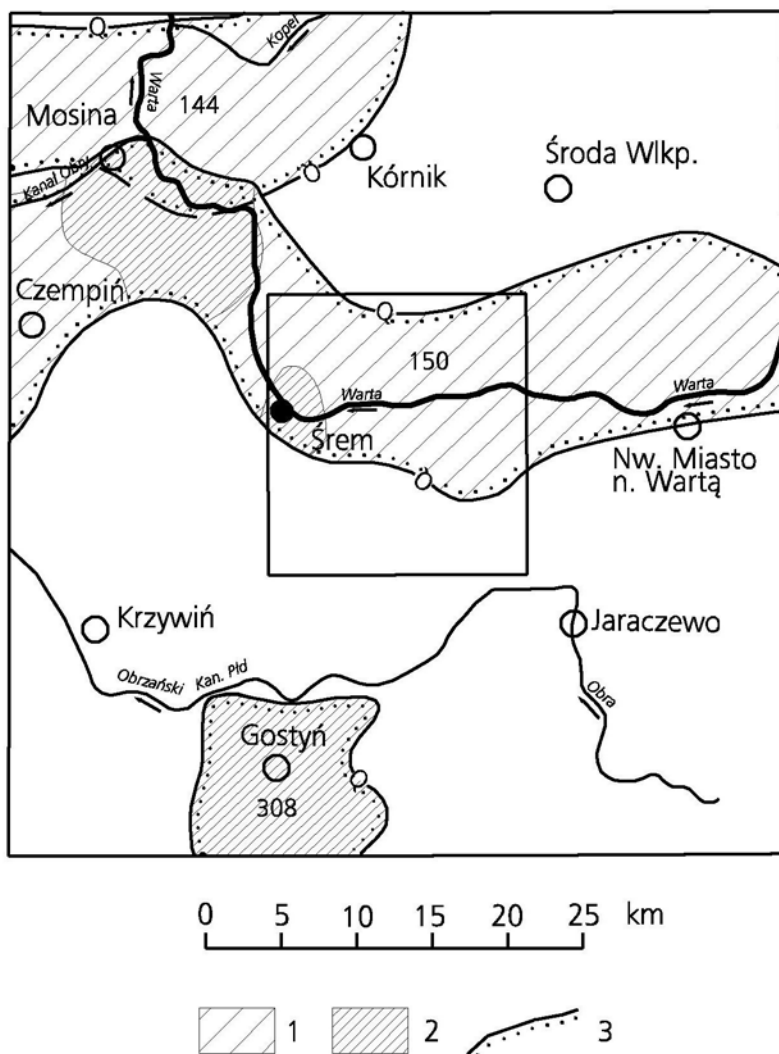 Q
Kopel
Warta
144
Mosina
Kanał Obry
Q
Kórnik
Środa Wlkp.
Czempiń
Q
150
Warta
Warta
Śrem
Nw. Miasto
n. Wartą
Q
Krzywiń
Jaraczewo
Obrzański Kan. Płd
Obra
Gostyń
Q
308
0 5 10 15 20 25 km
1 2 3